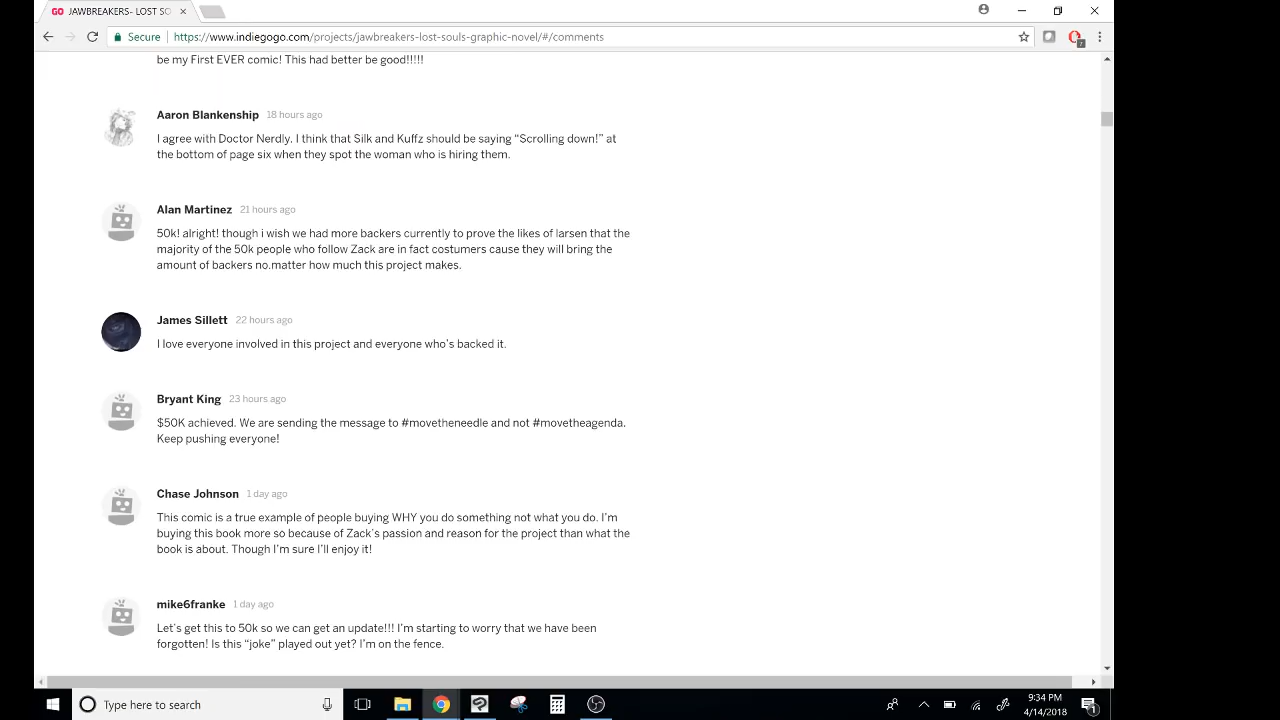 GO JAWBREAKERS- LOST SO
Secure
https://www.indiegogo.com/projects/jawbreakers-lost-souls-graphic-novel/#/comments
7
be my First EVER comic! This had better be good!!!!!
Aaron Blankenship 18 hours ago
I agree with Doctor Nerdly. I think that Silk and Kuffz should be saying “Scrolling down!” at
the bottom of page six when they spot the woman who is hiring them.
Alan Martinez 21 hours ago
50k! alright! though i wish we had more backers currently to prove the likes of larsen that the
majority of the 50k people who follow Zack are in fact costumers cause they will bring the
amount of backers no.matter how much this project makes.
James Sillett 22 hours ago
I love everyone involved in this project and everyone who's backed it.
Bryant King 23 hours ago
$50K achieved. We are sending the message to #movetheneedle and not #movetheagenda.
Keep pushing everyone!
Chase Johnson 1 day ago
This comic is a true example of people buying WHY you do something not what you do. I'm
buying this book more so because of Zack's passion and reason for the project than what the
book is about. Though I'm sure I'll enjoy it!
mike6franke 1 day ago
Let's get this to 50k so we can get an update!!! I'm starting to worry that we have been
forgotten! Is this “joke” played out yet? I'm on the fence.
Type here to search
9:34 PM
4/14/2018
1